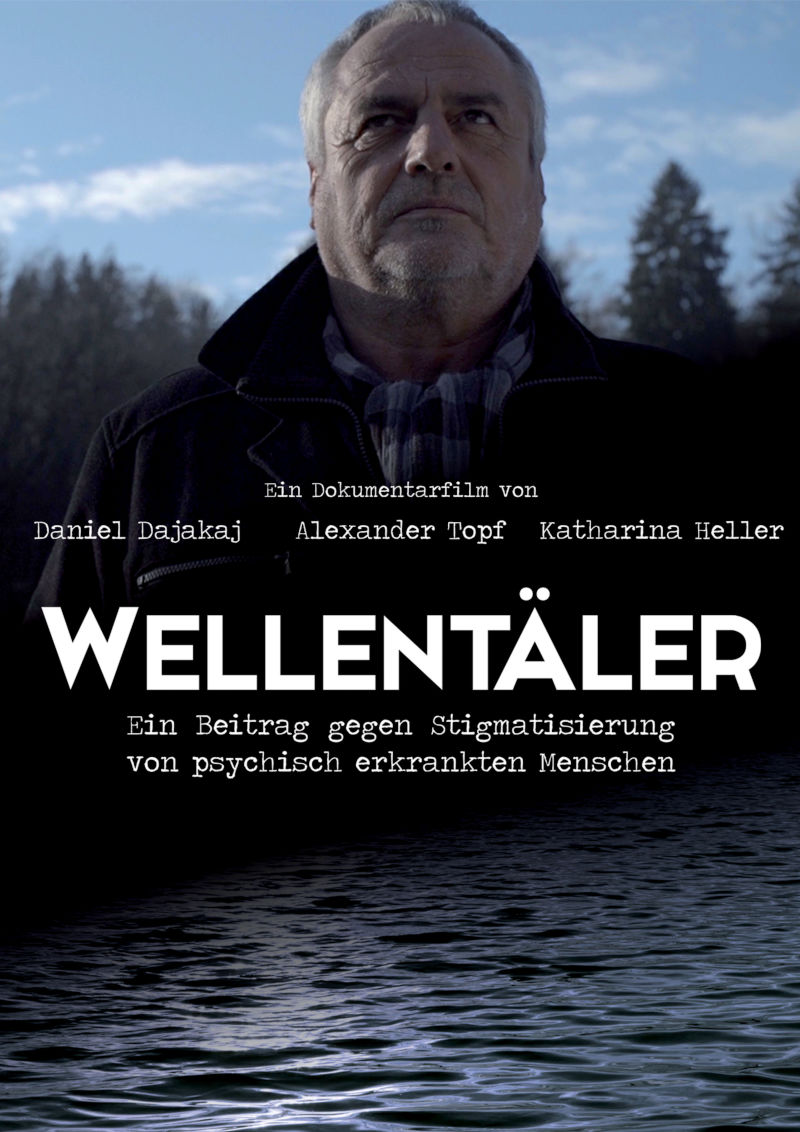 Ein Dokumentarfilm von
Daniel Dajakaj Alexander Topf Katharina Heller
WELLENTÄLER
Ein Beitrag gegen Stigmatisierung
von psychisch erkrankten Menschen